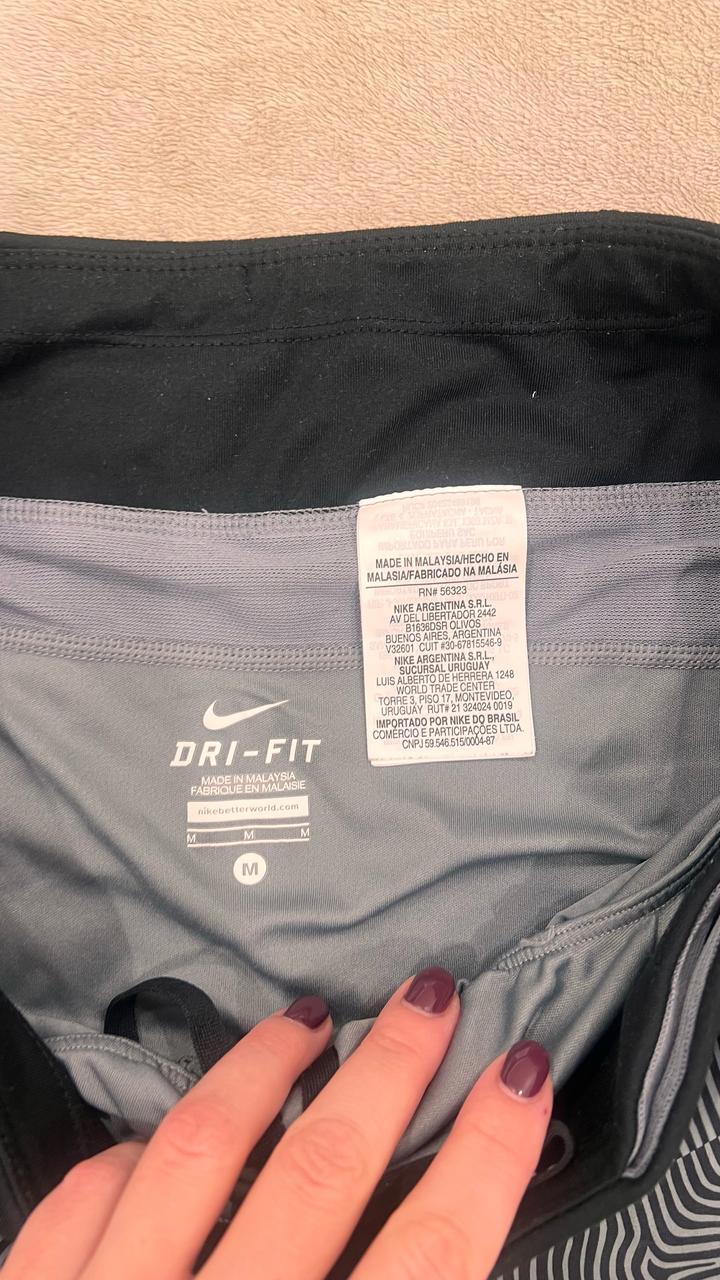 MADE IN MALAYSIA/HECHO EN
MALASIA/FABRICADO NA MALÁSIA
RN# 56323
NIKE ARGENTINA S.R.L.
AV DEL LIBERTADOR 2442
B1636DSR OLIVOS
BUENOS AIRES, ARGENTINA
V32601 CUIT #30-67815546-9
NIKE ARGENTINA S.R.L.,
SUCURSAL URUGUAY
LUIS ALBERTO DE HERRERA 1248
WORLD TRADE CENTER
TORRE 3, PISO 17, MONTEVIDEO,
URUGUAY RUT# 21 324024 0019
IMPORTADO POR NIKE DO BRASIL
COMÉRCIO E PARTICIPAÇÕES LTDA.
CNPJ 59.546.515/0004-87
DRI-FIT
MADE IN MALAYSIA
FABRIQUE EN MALAISIE
nikebetterworld.com
M M M
M